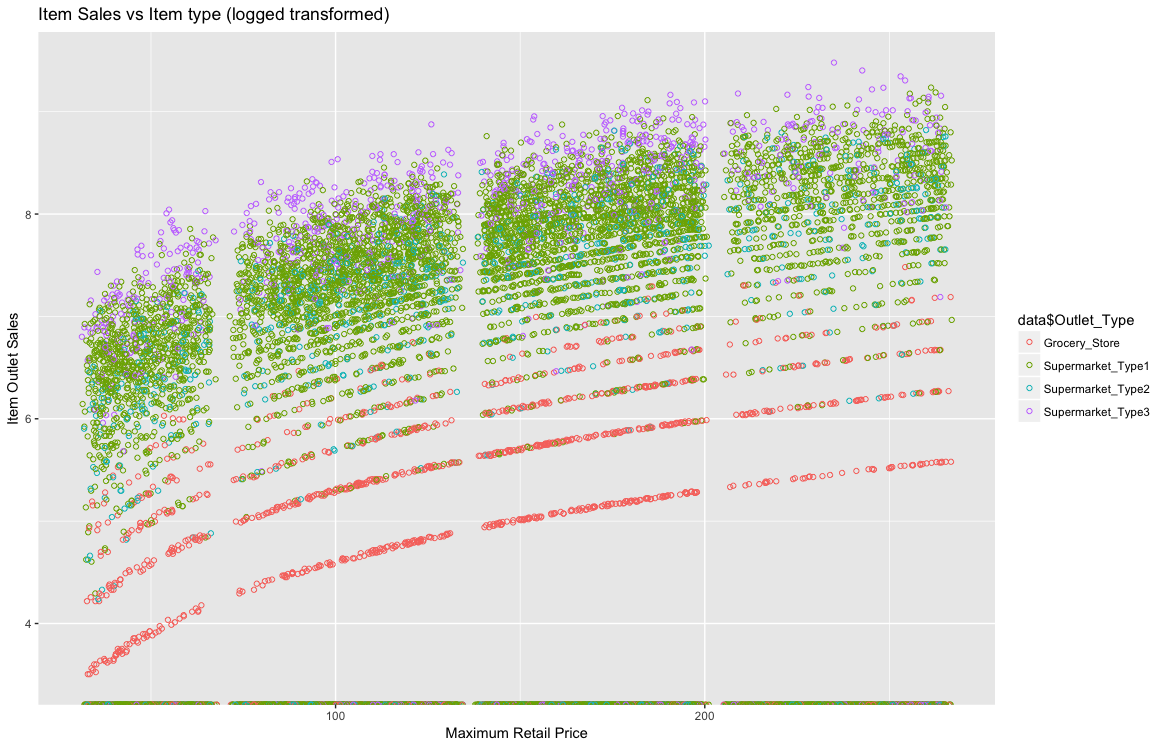 Item Sales vs Item type (logged transformed)
Item Outlet Sales
8
6
4
100
200
Maximum Retail Price
data$Outlet_Type
Grocery_Store
Supermarket_Type1
Supermarket_Type2
Supermarket_Type3